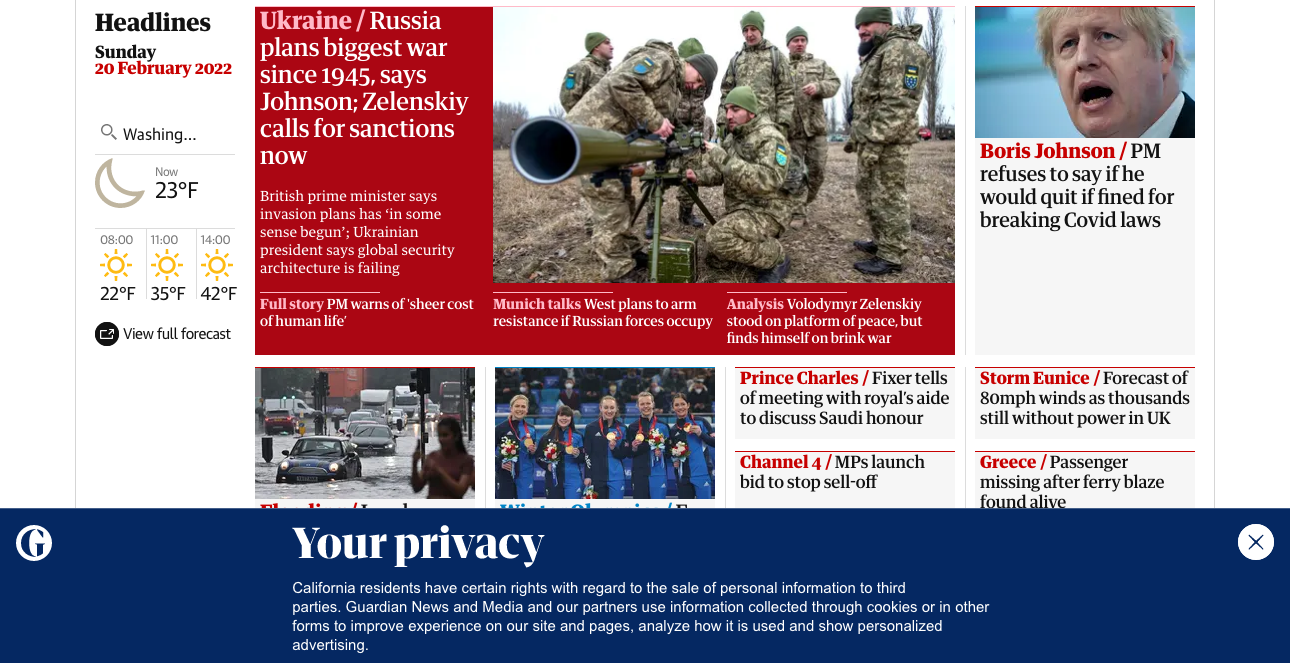 Headlines
Sunday
20 February 2022
Washing...
Now
23°F
08:00
11:00
14:00
22°F
35°F
42°F
View full forecast
Ukraine / Russia
plans biggest war
since 1945, says
Johnson; Zelenskiy
calls for sanctions
now
British prime minister says
invasion plans has ‘in some
sense begun’; Ukrainian
president says global security
architecture is failing
Full story PM warns of 'sheer cost
of human life’
Munich talks West plans to arm
resistance if Russian forces occupy
Analysis Volodymyr Zelenskiy
stood on platform of peace, but
finds himself on brink war
Boris Johnson / PM
refuses to say if he
would quit if fined for
breaking Covid laws
Prince Charles / Fixer tells
of meeting with royal’s aide
to discuss Saudi honour
Storm Eunice / Forecast of
80mph winds as thousands
still without power in UK
Channel 4 / MPs launch
bid to stop sell-off
Greece / Passenger
missing after ferry blaze
found alive
G
Your privacy
California residents have certain rights with regard to the sale of personal information to third
parties. Guardian News and Media and our partners use information collected through cookies or in other
forms to improve experience on our site and pages, analyze how it is used and show personalized
advertising.